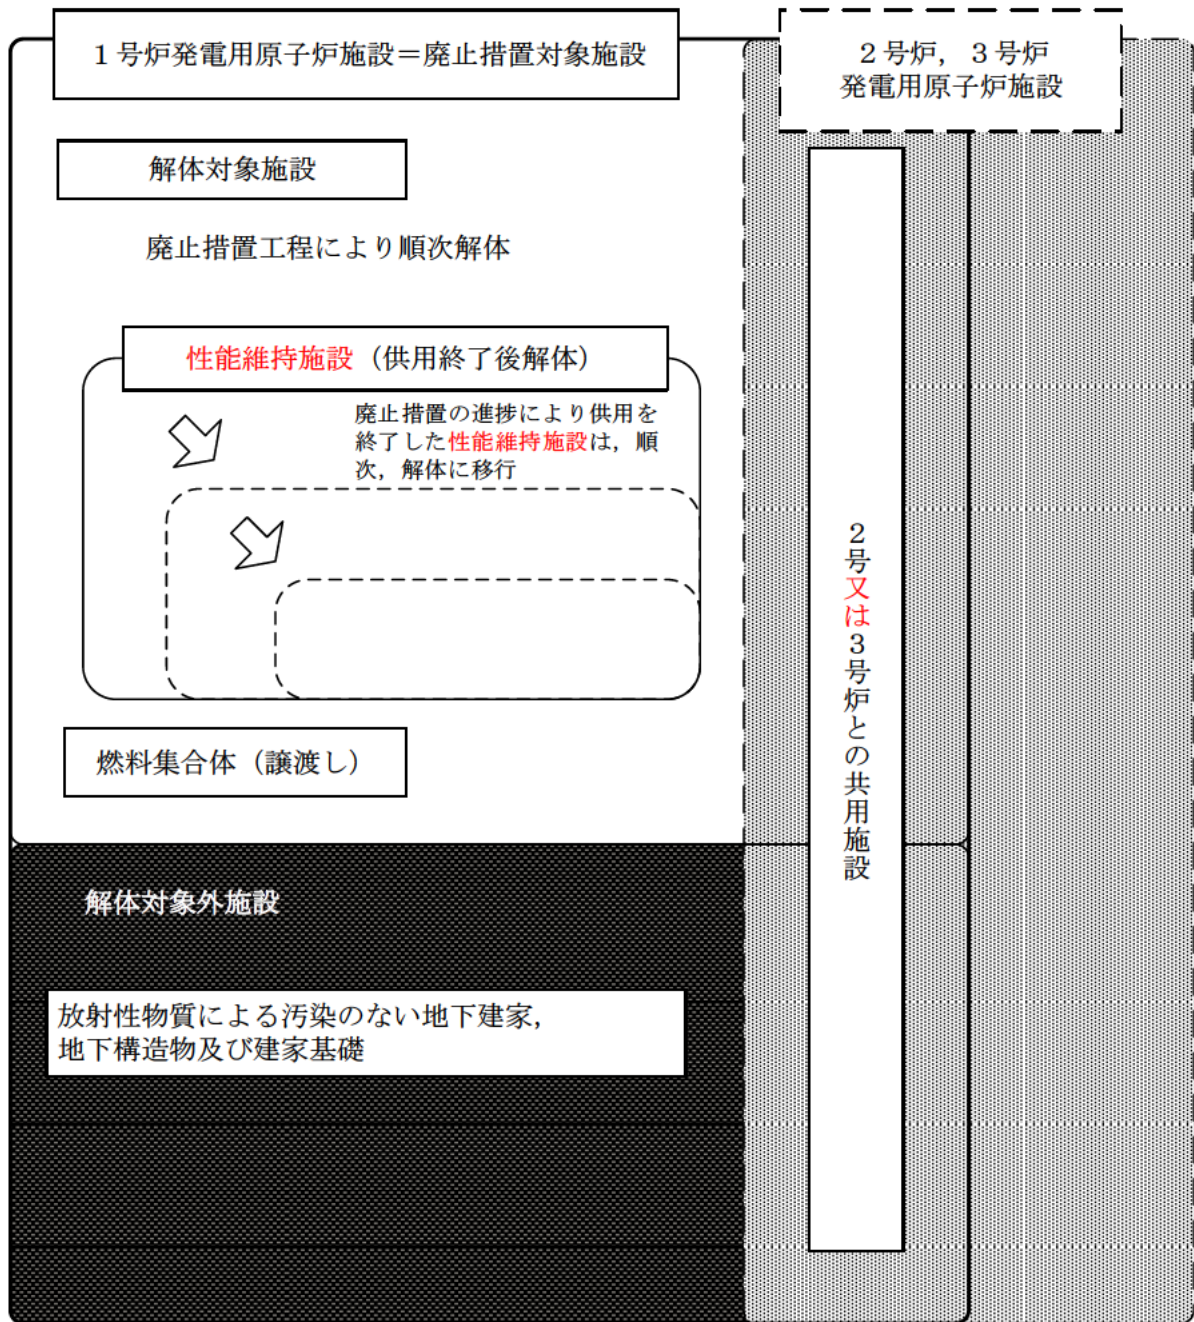 １号炉発電用原子炉施設＝廃止措置対象施設
２号炉，３号炉
発電用原子炉施設
解体対象施設
廃止措置工程により順次解体
性能維持施設（供用終了後解体）
廃止措置の進捗により供用を
終了した性能維持施設は，順
次，解体に移行
燃料集合体（譲渡し）
２号又は３号炉との共用施設
解体対象外施設
放射性物質による汚染のない地下建家，
地下構造物及び建家基礎